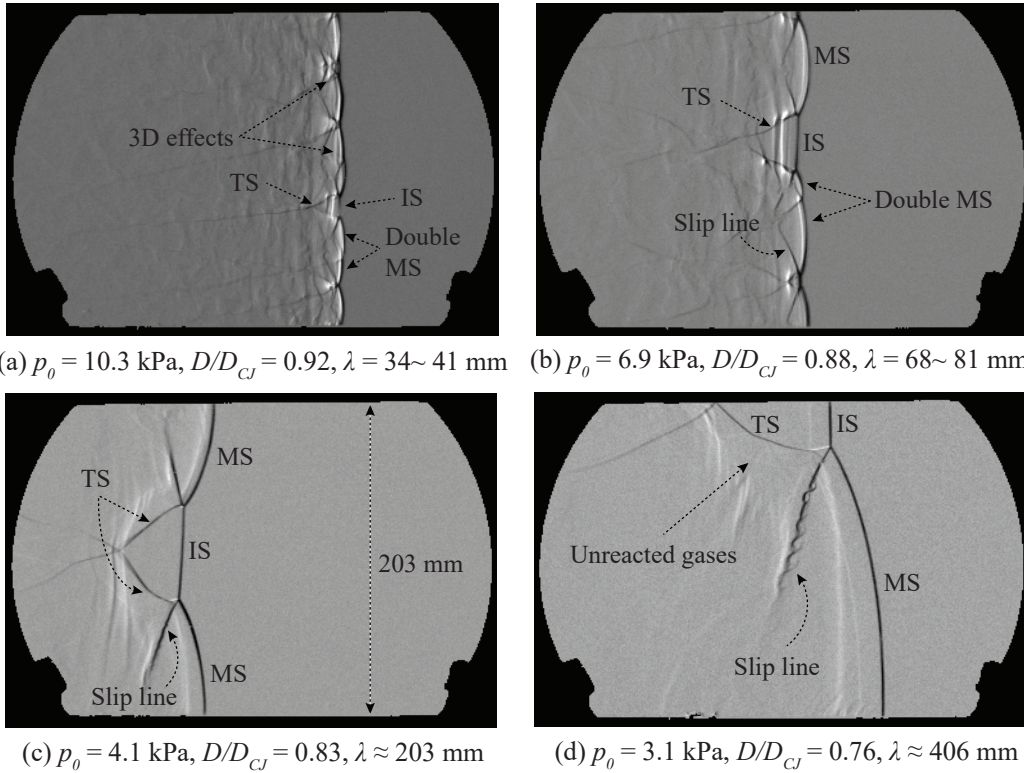 3D effects
TS
IS
Double
MS
MS
TS
IS
Double MS
Slip line
(a) p0 = 10.3 kPa, D/DCJ = 0.92, λ = 34~ 41 mm
(b) p0 = 6.9 kPa, D/DCJ = 0.88, λ = 68~ 81 mm
MS
TS
IS
203 mm
MS
Slip line
TS
IS
Unreacted gases
MS
Slip line
(c) p0 = 4.1 kPa, D/DCJ = 0.83, λ ≈ 203 mm
(d) p0 = 3.1 kPa, D/DCJ = 0.76, λ ≈ 406 mm